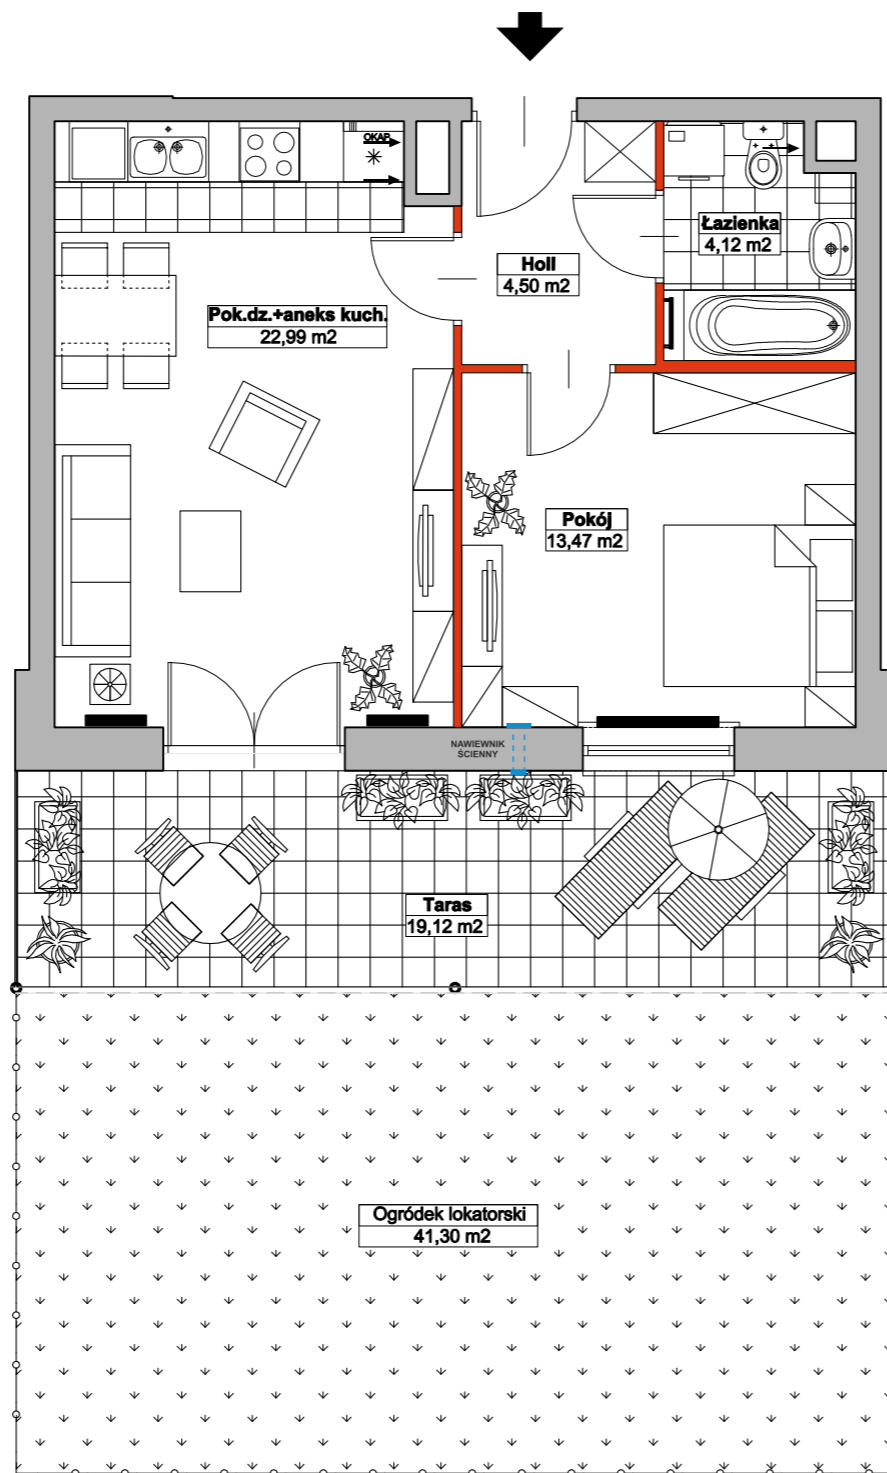 OKAP
Łazienka
4,12 m2
Holl
4,50 m2
Pok.dz.+aneks kuch.
22,99 m2
Pokój
13,47 m2
NAWIEWNIK
ŚCIENNY
Taras
19,12 m2
Ogródek lokatorski
41,30 m2